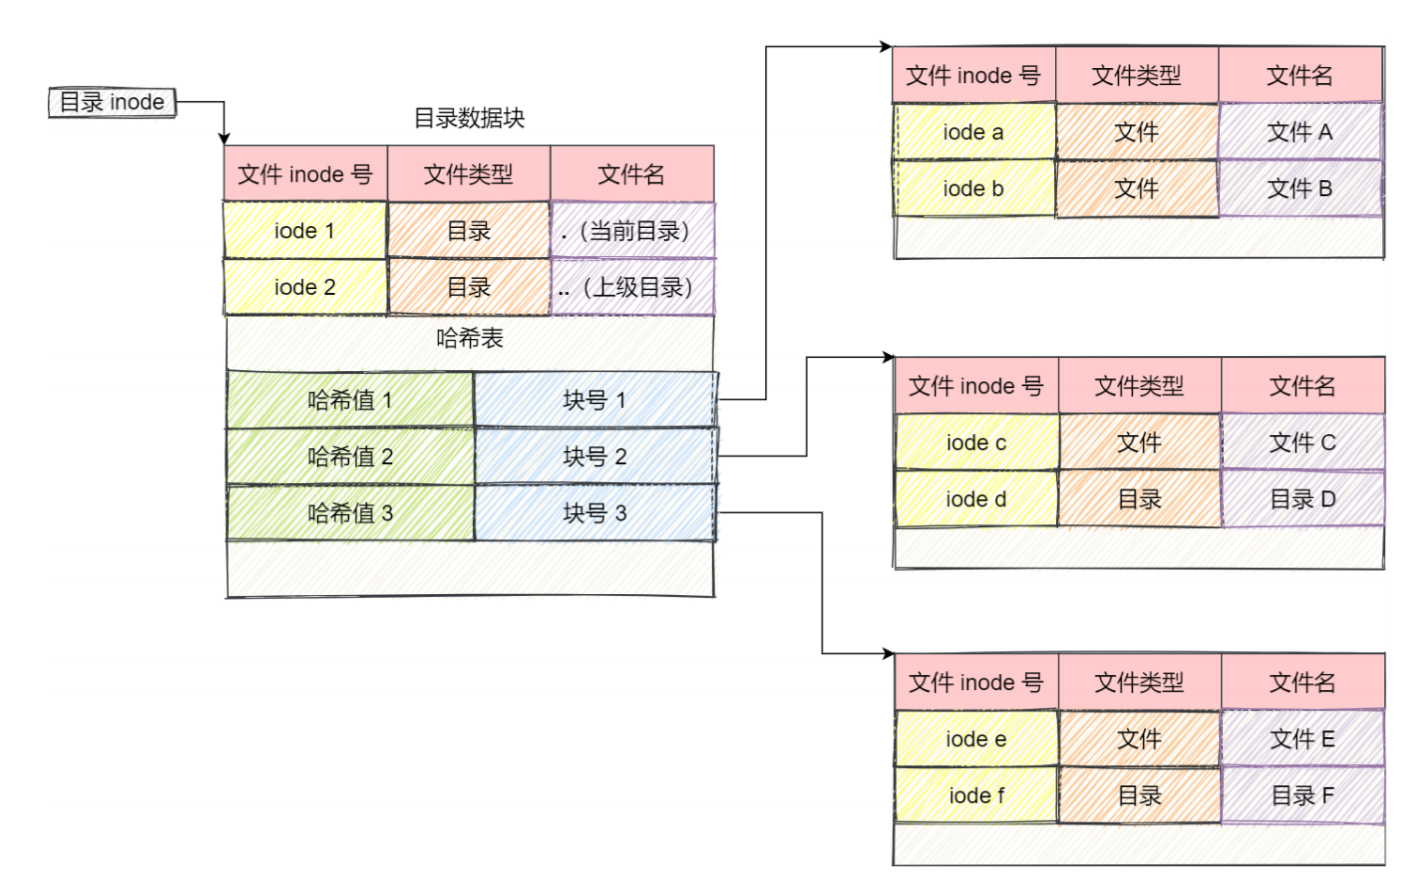 目录 inode
目录数据块
文件 inode 号 文件类型 文件名
iode 1 目录 .（当前目录）
iode 2 目录 ..（上级目录）
哈希表
哈希值 1 块号 1
哈希值 2 块号 2
哈希值 3 块号 3
文件 inode 号 文件类型 文件名
iode a 文件 文件 A
iode b 文件 文件 B
文件 inode 号 文件类型 文件名
iode c 文件 文件 C
iode d 目录 目录 D
文件 inode 号 文件类型 文件名
iode e 文件 文件 E
iode f 目录 目录 F